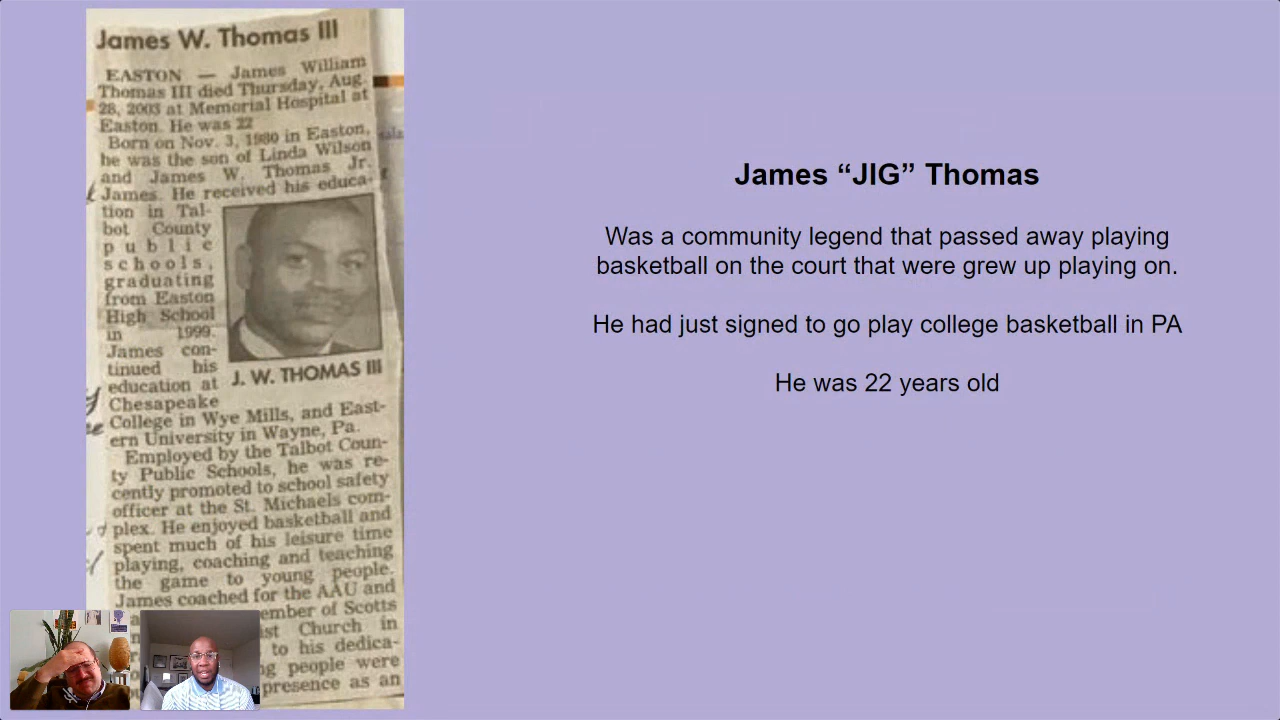 James W. Thomas III
EASTON — James William
Thomas III died Thursday, Aug.
28, 2003 at Memorial Hospital at
Easton. He was 22
Born on Nov. 3, 1980 in Easton,
he was the son of Linda Wilson
and James W. Thomas Jr.
James. He received his educa-
tion in Tal-
bot County
public
schools,
graduating
from Easton
High School
in 1999.
James con-
tinued his
education at
Chesapeake
College in Wye Mills, and East-
ern University in Wayne, Pa.
J. W. THOMAS III
Employed by the Talbot Coun-
ty Public Schools, he was re-
cently promoted to school safety
officer at the St. Michaels com-
plex. He enjoyed basketball and
spent much of his leisure time
playing, coaching and teaching
the game to young people.
James coached for the AAU and
ember of Scotts
ist Church in
to his dedica-
ng people were
presence as an
James “JIG” Thomas
Was a community legend that passed away playing
basketball on the court that were grew up playing on.
He had just signed to go play college basketball in PA
He was 22 years old